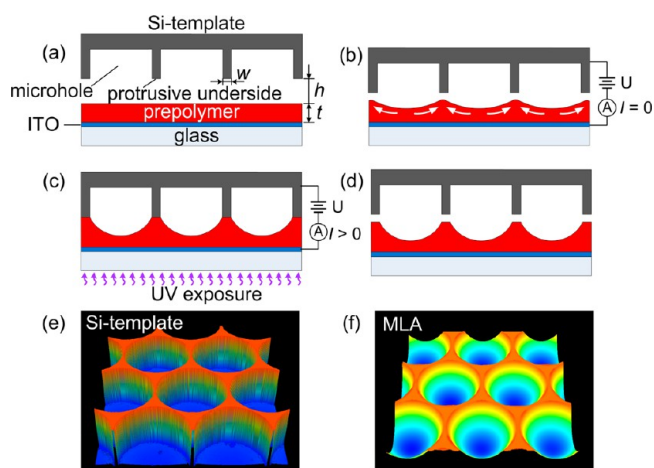 Si-template
(a)
microhole
protrusive underside
w
h
prepolymer
t
ITO
glass
(b)
U
A I = 0
(c)
U
A I > 0
UV exposure
(d)
(e) Si-template
(f) MLA